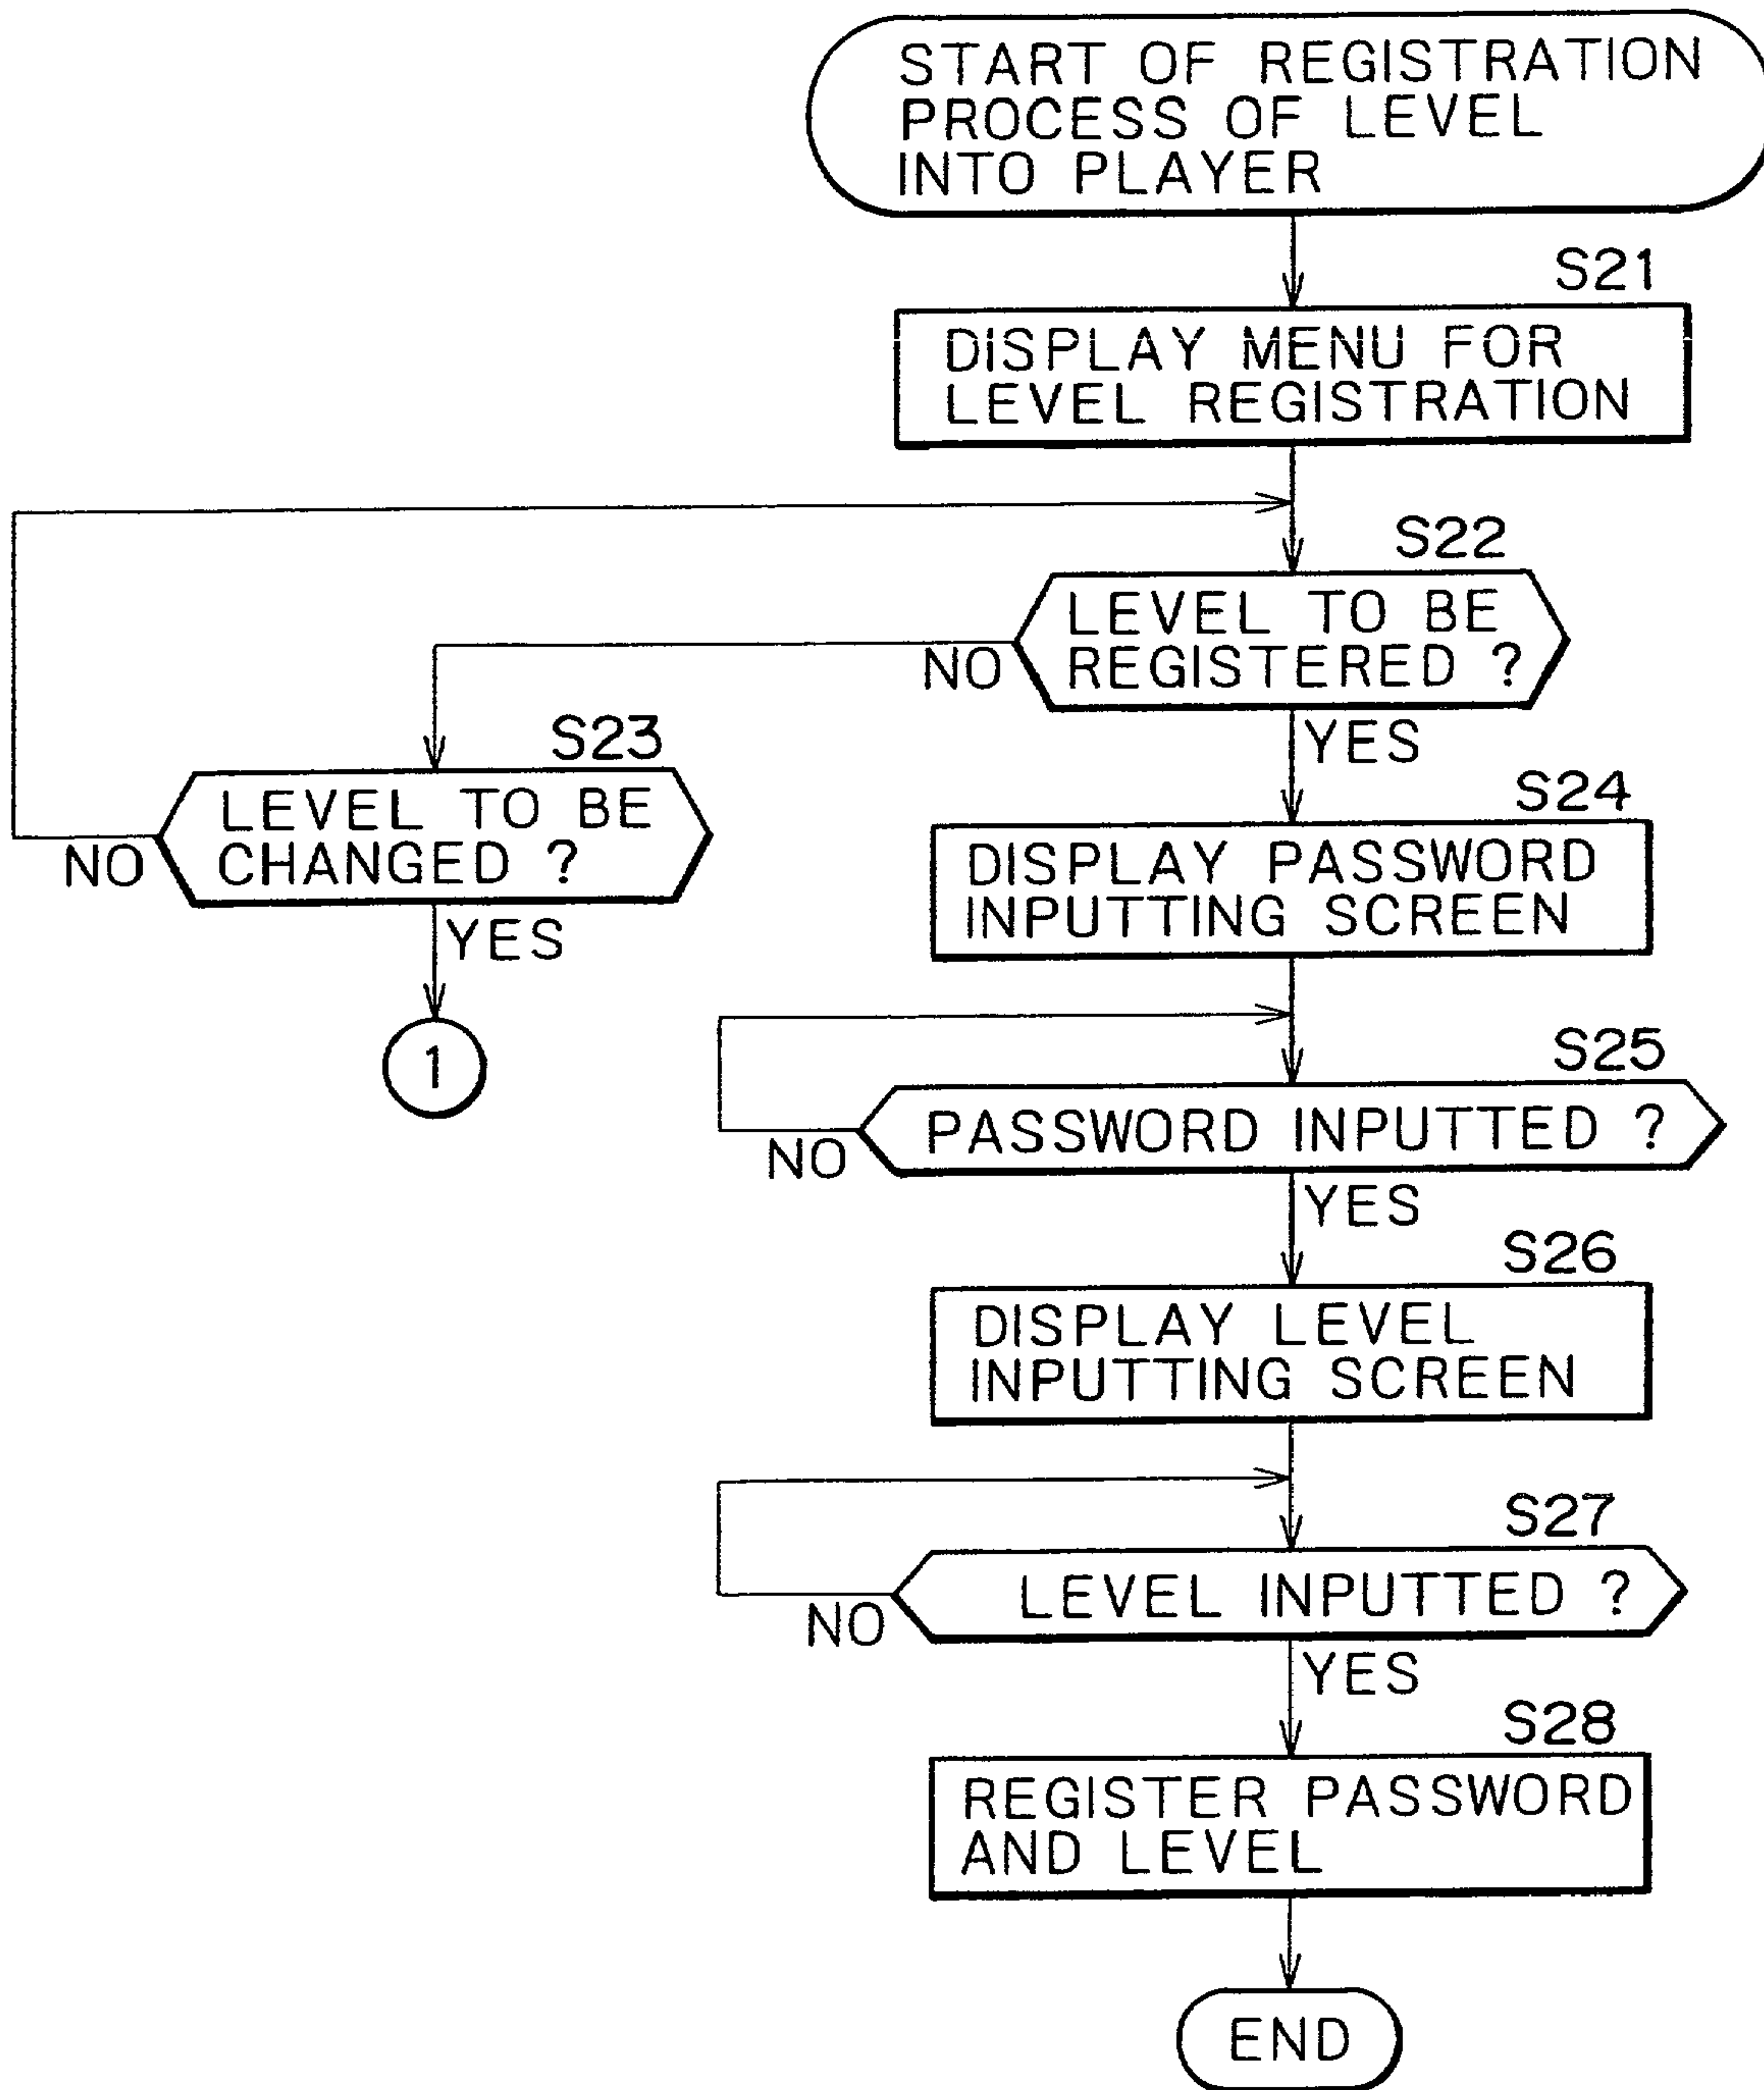 START OF REGISTRATION
PROCESS OF LEVEL
INTO PLAYER
S21
DISPLAY MENU FOR
LEVEL REGISTRATION
S22
LEVEL TO BE
REGISTERED ?
NO
YES
S23
LEVEL TO BE
CHANGED ?
NO
YES
1
S24
DISPLAY PASSWORD
INPUTTING SCREEN
S25
PASSWORD INPUTTED ?
NO
YES
S26
DISPLAY LEVEL
INPUTTING SCREEN
S27
LEVEL INPUTTED ?
NO
YES
S28
REGISTER PASSWORD
AND LEVEL
END